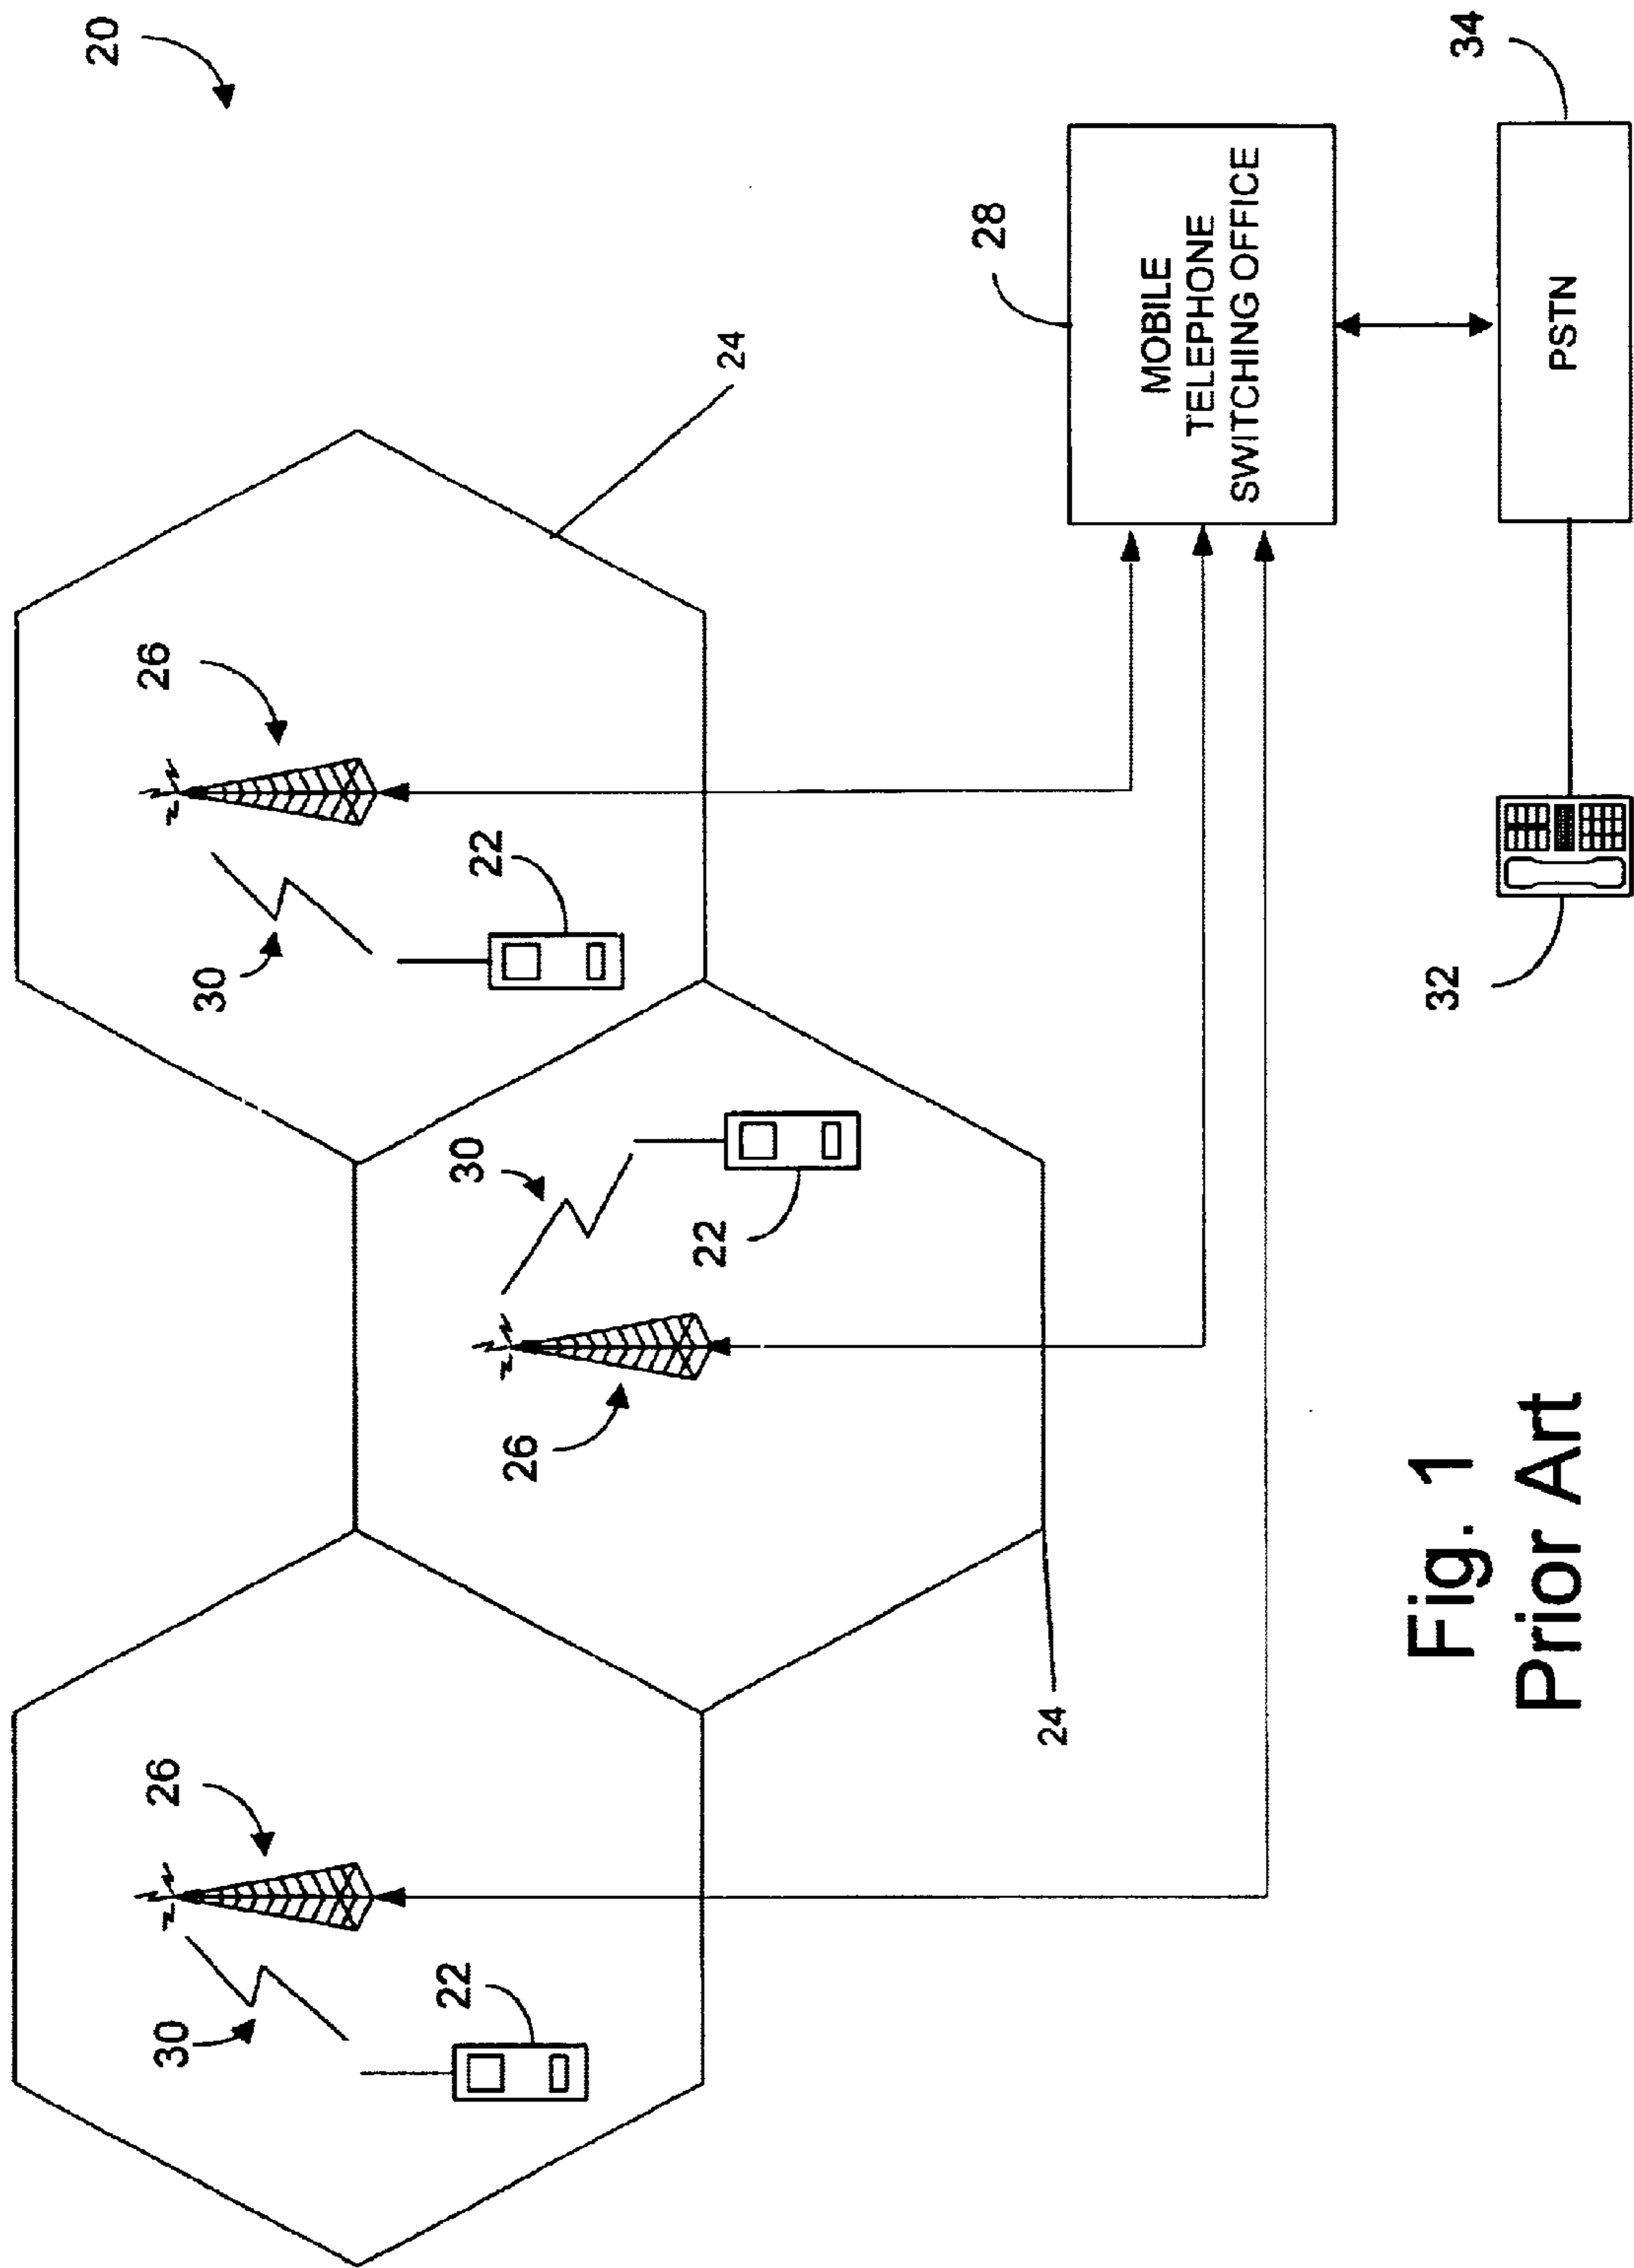 20
26
26
30
30
22
30
22
26
22
24
28
24
MOBILE
TELEPHONE
SWITCHING OFFICE
32
34
PSTN
Fig. 1
Prior Art